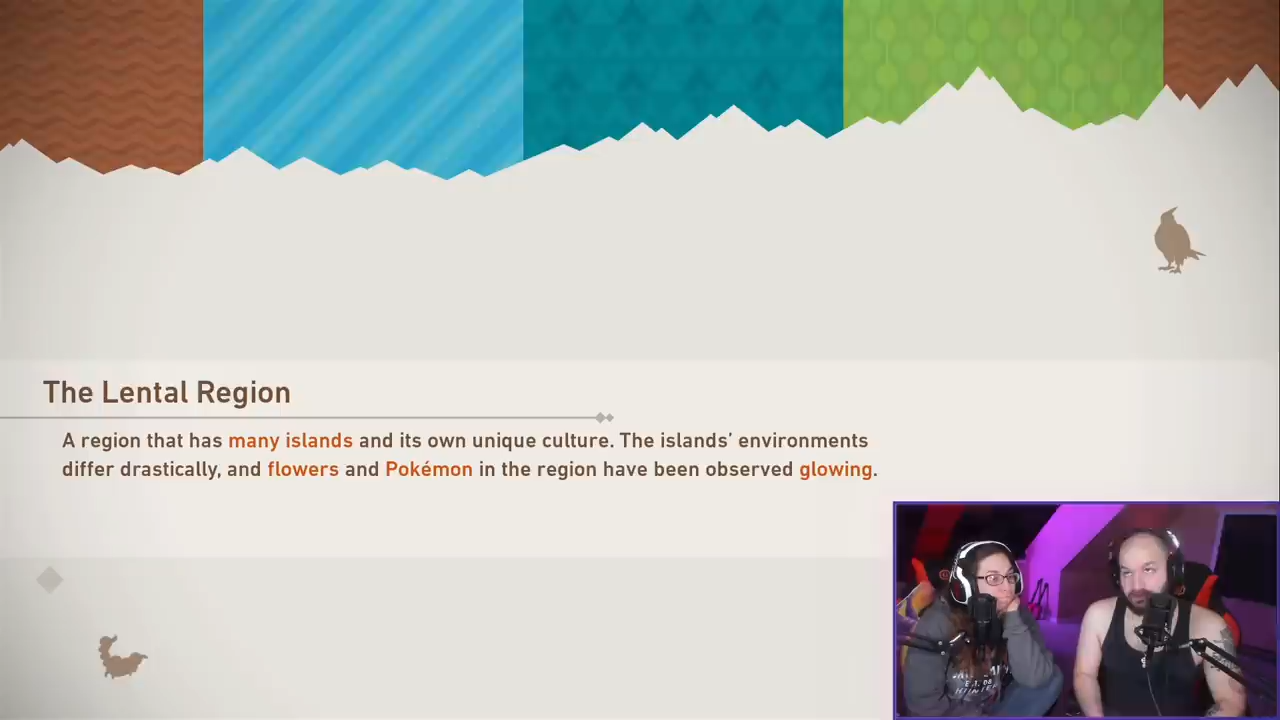 The Lental Region
A region that has many islands and its own unique culture. The islands’ environments
differ drastically, and flowers and Pokémon in the region have been observed glowing.